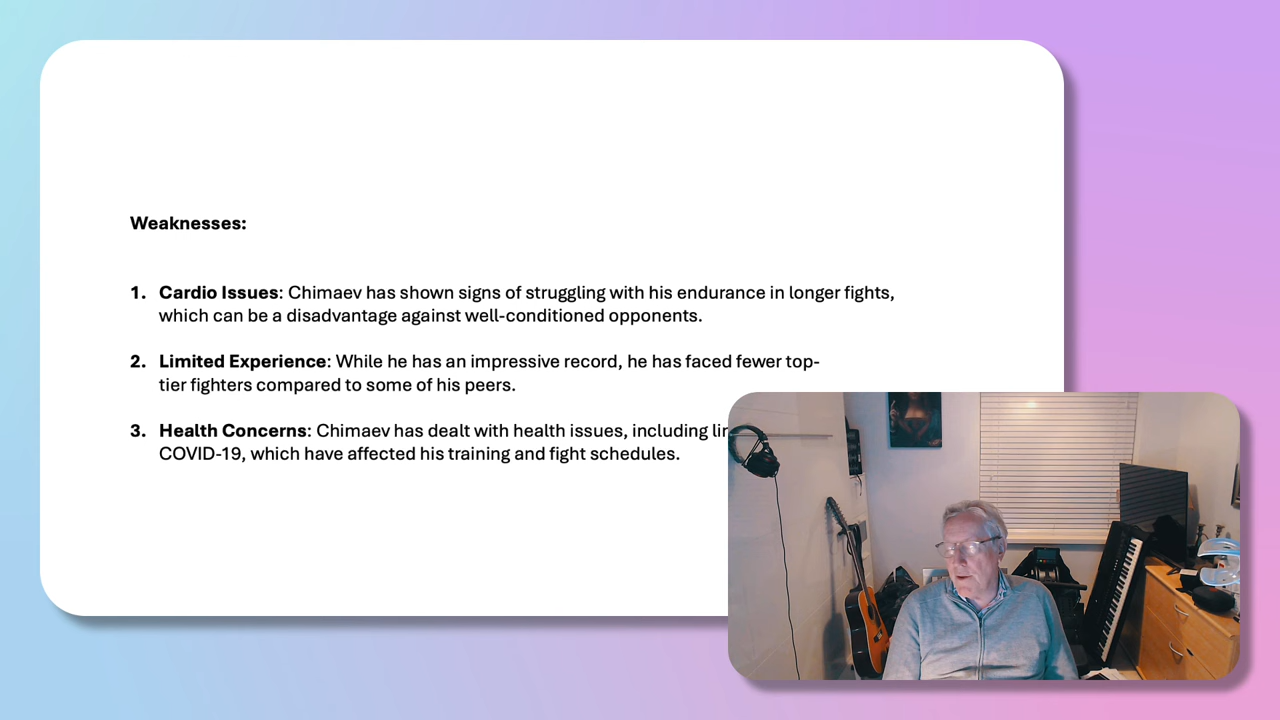 Weaknesses:
1. Cardio Issues: Chimaev has shown signs of struggling with his endurance in longer fights,
which can be a disadvantage against well-conditioned opponents.
2. Limited Experience: While he has an impressive record, he has faced fewer top-
tier fighters compared to some of his peers.
3. Health Concerns: Chimaev has dealt with health issues, including
COVID-19, which have affected his training and fight schedules.